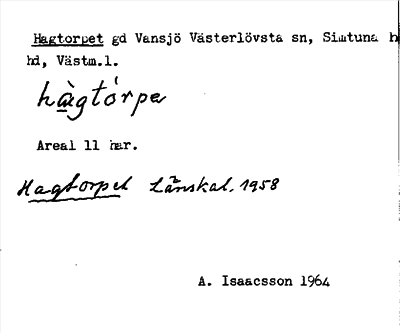 Hagtorpet gd Vansjö Västerlövsta sn, Simtuna h
hd, Västm.l.
hàgtórpe
Areal 11 har.
Hagtorpet Länskal. 1958
A. Isaacsson 1964